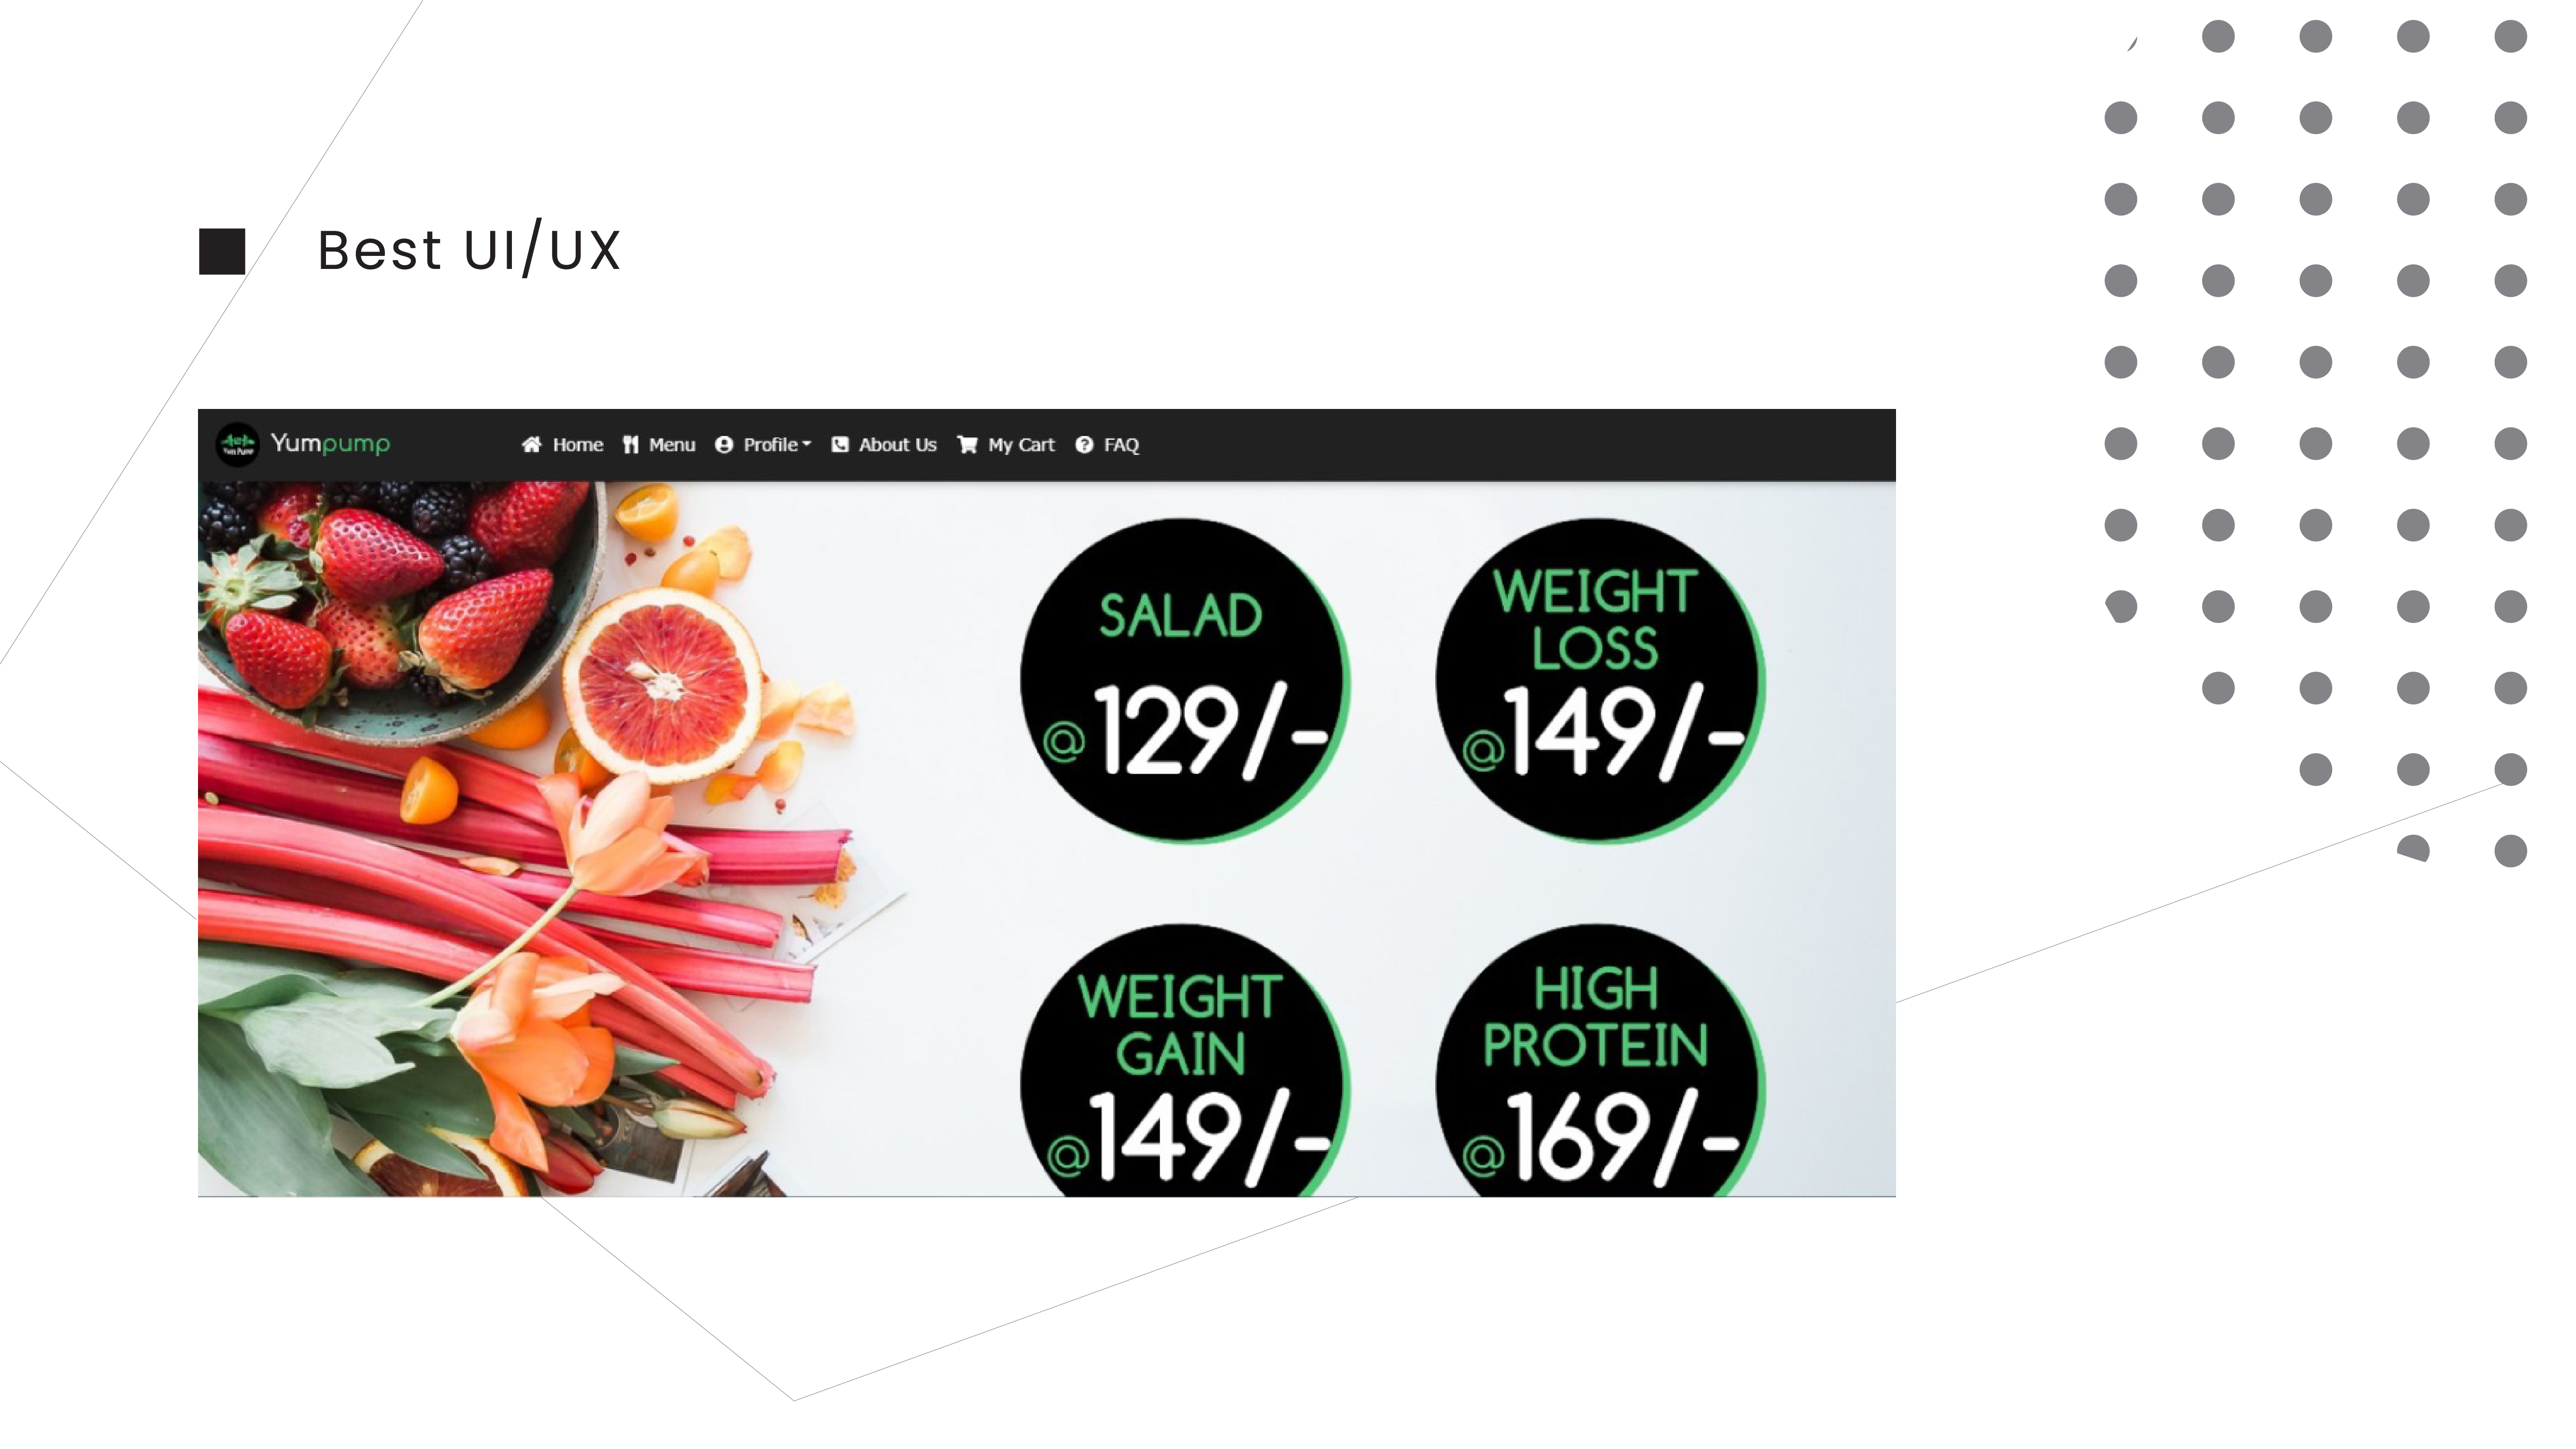 Best UI/UX
Yumpump Home Menu Profile About Us My Cart FAQ
SALAD
@129/-
WEIGHT
LOSS
@149/-
WEIGHT
GAIN
@149/-
HIGH
PROTEIN
@169/-